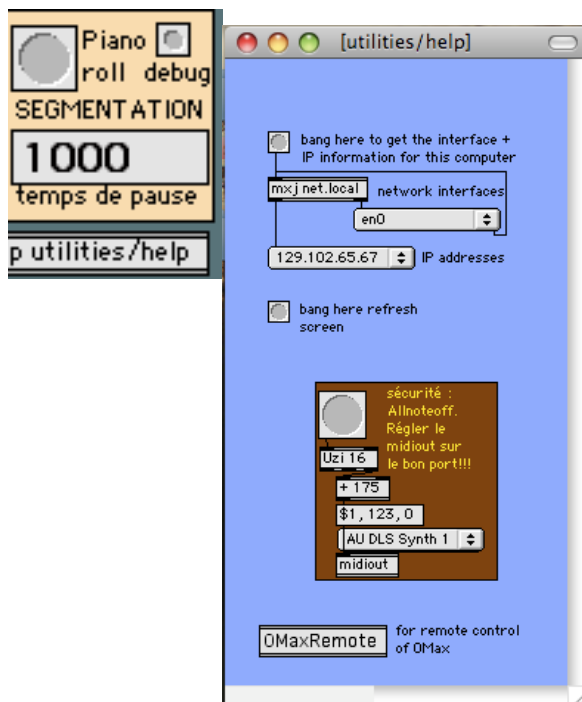 Piano
roll debug
SEGMENTATION
1000
temps de pause
p utilities/help
[utilities/help]
bang here to get the interface +
IP information for this computer
mxj net.local
network interfaces
en0
129.102.65.67
IP addresses
bang here refresh
screen
sécurité :
Allnoteoff.
Régler le
midiout sur
le bon port!!!
Uzi 16
+ 175
$1, 123, 0
AU DLS Synth 1
midiout
OMaxRemote
for remote control
of OMax